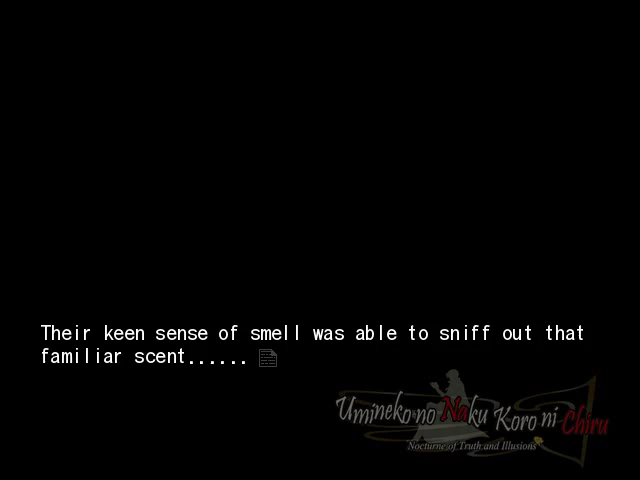 Their keen sense of smell was able to sniff out that
familiar scent......
Umineko no Naku Koro ni Chiru
Nocturne of Truth and Illusions